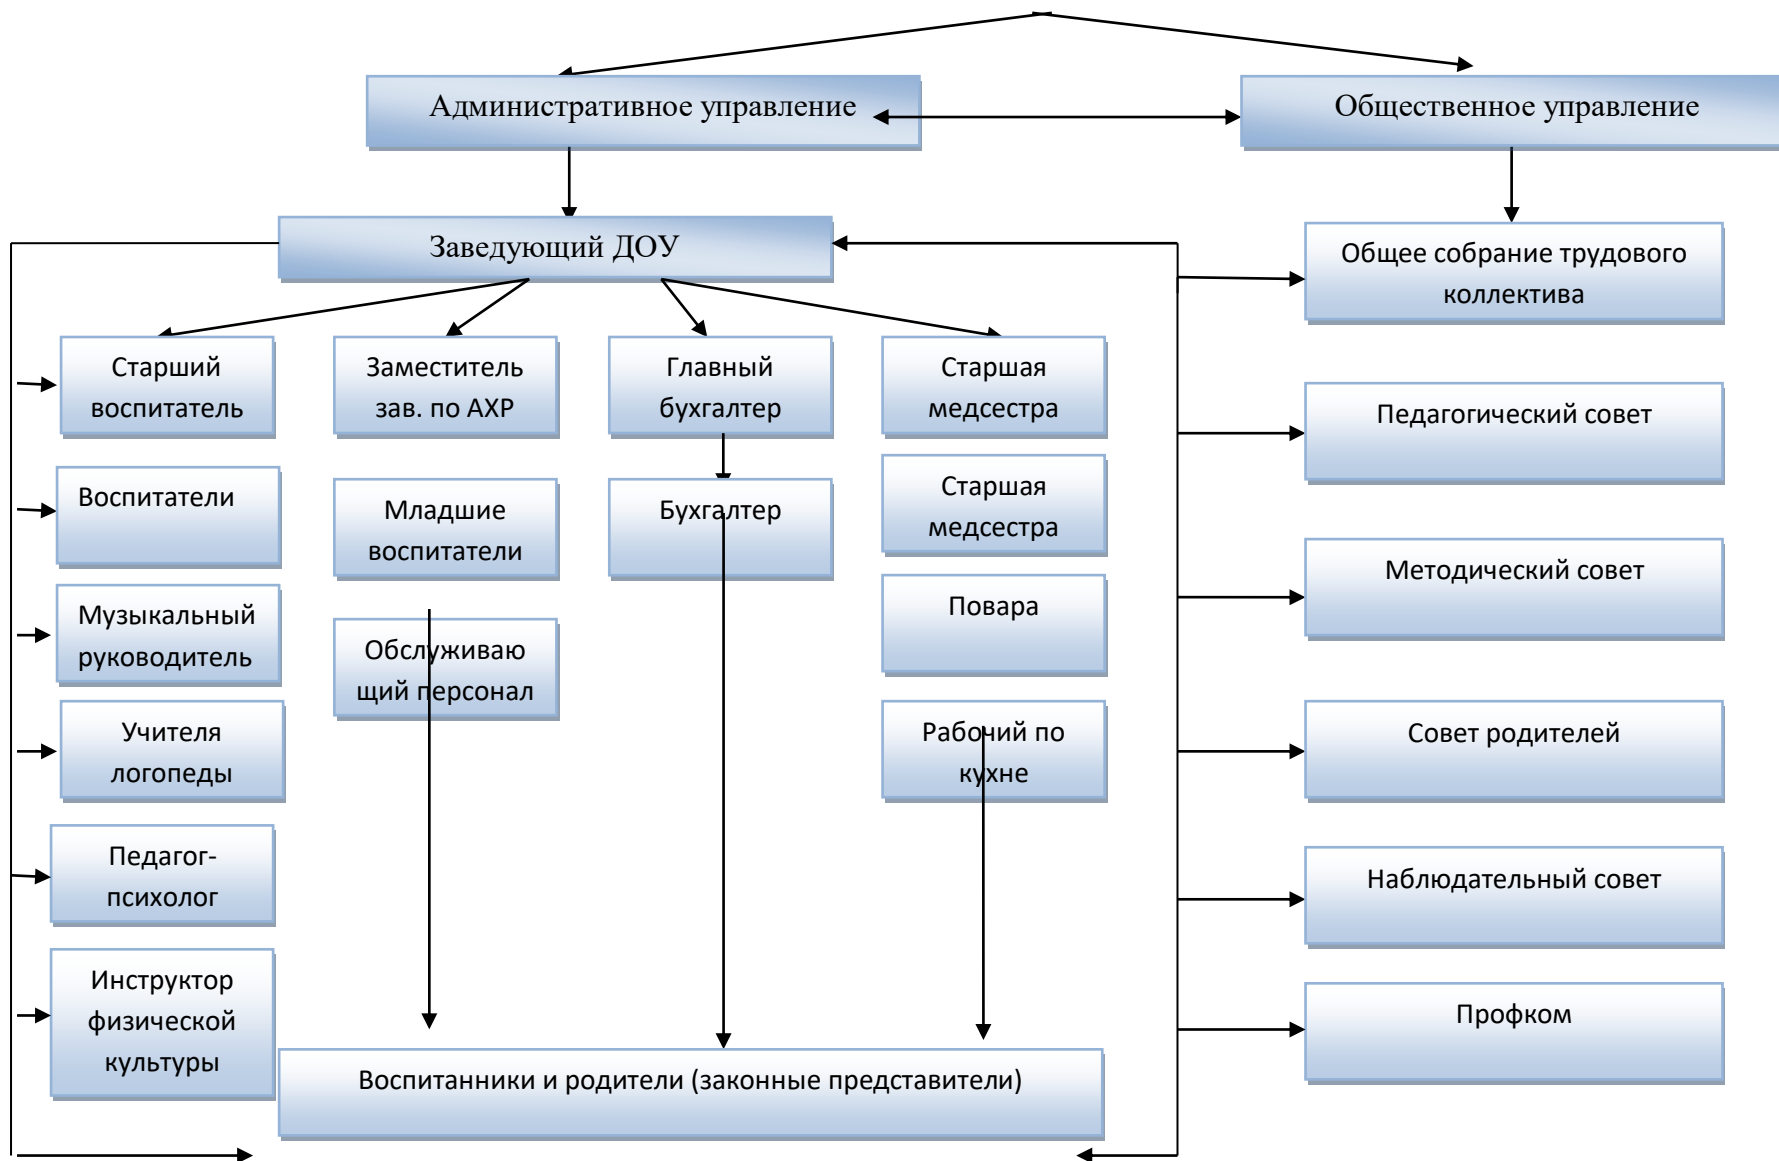 Административное управление
Общественное управление
Заведующий ДОУ
Общее собрание трудового
коллектива
Старший
воспитатель
Заместитель
зав. по АХР
Главный
бухгалтер
Старшая
медсестра
Педагогический совет
Воспитатели
Младшие
воспитатели
Бухгалтер
Старшая
медсестра
Методический совет
Музыкальный
руководитель
Обслуживаю
щий персонал
Повара
Учителя
логопеды
Рабочий по
кухне
Совет родителей
Педагог-
психолог
Наблюдательный совет
Инструктор
физической
культуры
Профком
Воспитанники и родители (законные представители)